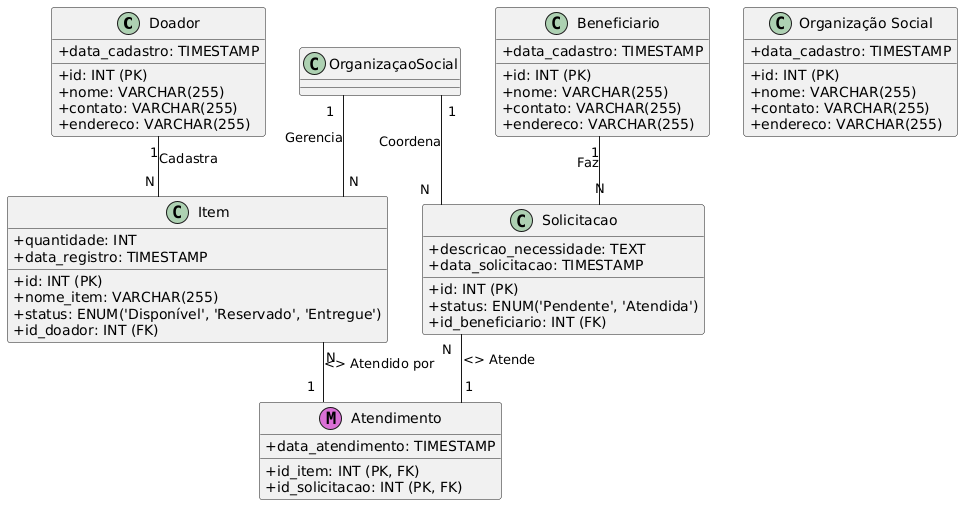 C Doador
+data_cadastro: TIMESTAMP
+id: INT (PK)
+nome: VARCHAR(255)
+contato: VARCHAR(255)
+endereco: VARCHAR(255)
C OrganizaçaoSocial
C Beneficiario
+data_cadastro: TIMESTAMP
+id: INT (PK)
+nome: VARCHAR(255)
+contato: VARCHAR(255)
+endereco: VARCHAR(255)
C Organização Social
+data_cadastro: TIMESTAMP
+id: INT (PK)
+nome: VARCHAR(255)
+contato: VARCHAR(255)
+endereco: VARCHAR(255)
1
Cadastra
N
1
Gerencia
N
1
Coordena
N
1
Faz
N
C Item
+quantidade: INT
+data_registro: TIMESTAMP
+id: INT (PK)
+nome_item: VARCHAR(255)
+status: ENUM('Disponível', 'Reservado', 'Entregue')
+id_doador: INT (FK)
C Solicitacao
+descricao_necessidade: TEXT
+data_solicitacao: TIMESTAMP
+id: INT (PK)
+status: ENUM('Pendente', 'Atendida')
+id_beneficiario: INT (FK)
N
<> Atendido por
1
N
<> Atende
1
M Atendimento
+data_atendimento: TIMESTAMP
+id_item: INT (PK, FK)
+id_solicitacao: INT (PK, FK)